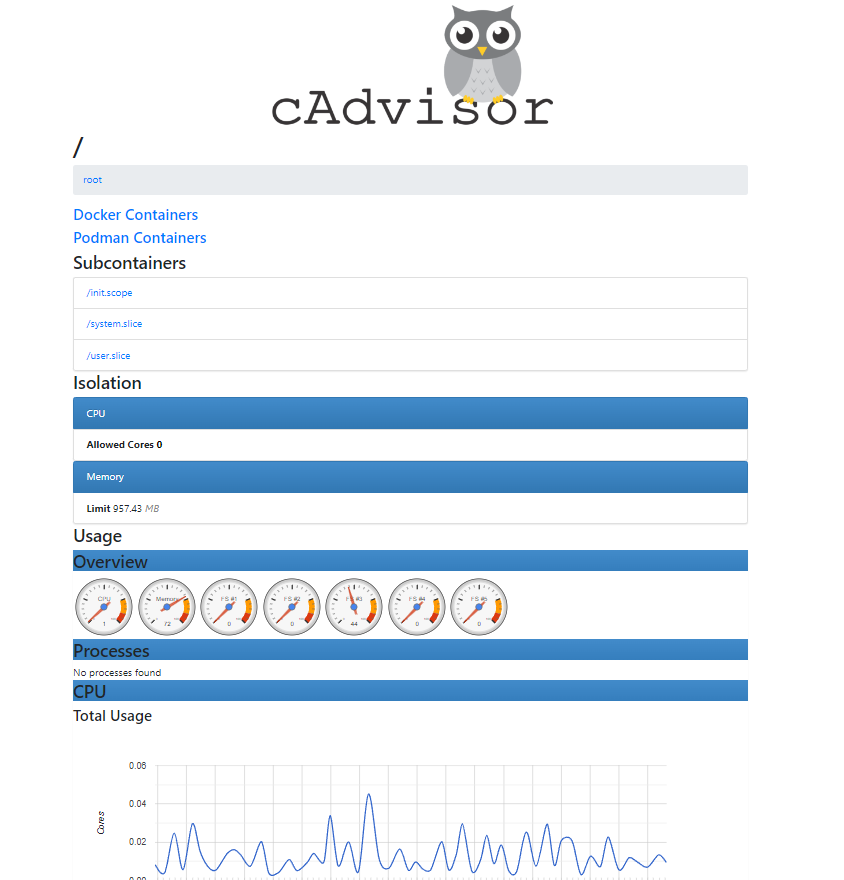 cAdvisor
/
root
Docker Containers
Podman Containers
Subcontainers
/init.scope
/system.slice
/user.slice
Isolation
CPU
Allowed Cores 0
Memory
Limit 957.43 MB
Usage
Overview
CPU Memory FS #1 FS #2 FS #3 FS #4 FS #5
1 72 0 0 44 0 0
Processes
No processes found
CPU
Total Usage
0.06
0.04
Cores
0.02
0.00